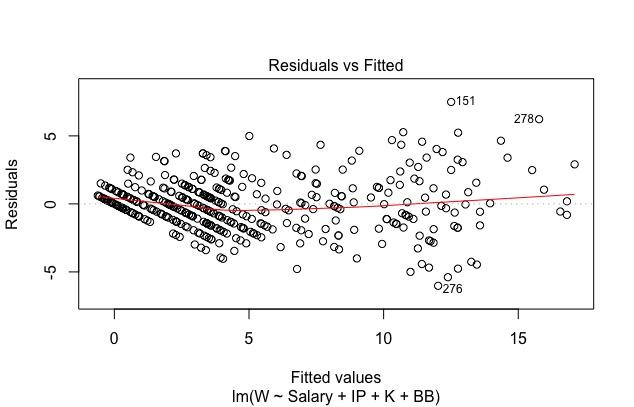 Residuals vs Fitted
151
278
276
5
0
-5
Residuals
0 5 10 15
Fitted values
lm(W ~ Salary + IP + K + BB)